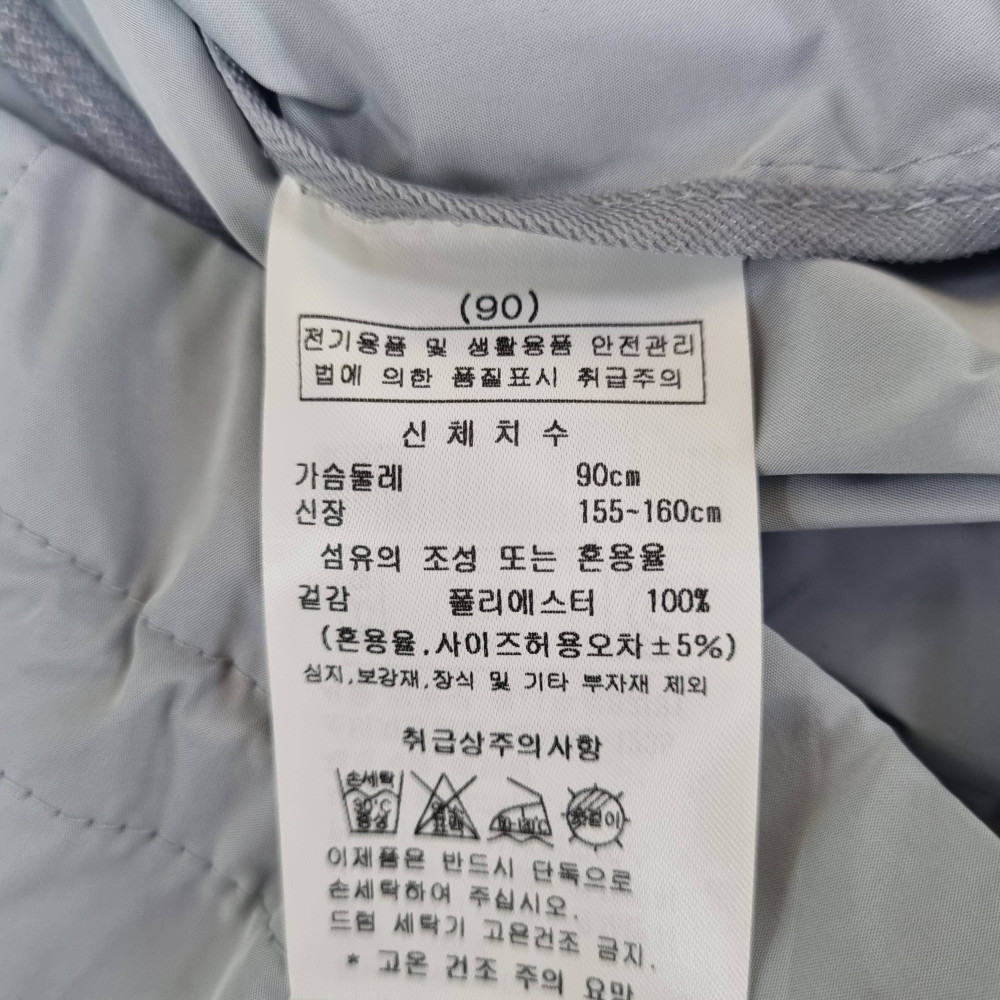 (90)
전기용품 및 생활용품 안전관리
법에 의한 품질표시 취급주의
신 체 치 수
가슴둘레 90cm
신장 155~160cm
섬유의 조성 또는 혼용율
겉감 폴리에스터 100%
(혼용율.사이즈허용오차±5%)
심지,보강재,장식 및 기타 부자재 제외
취급상주의사항
손세탁
30℃
중성
이제품은 반드시 단독으로
손세탁하여 주십시오.
드럼 세탁기 고온건조 금지.
* 고온 건조 주의 요망